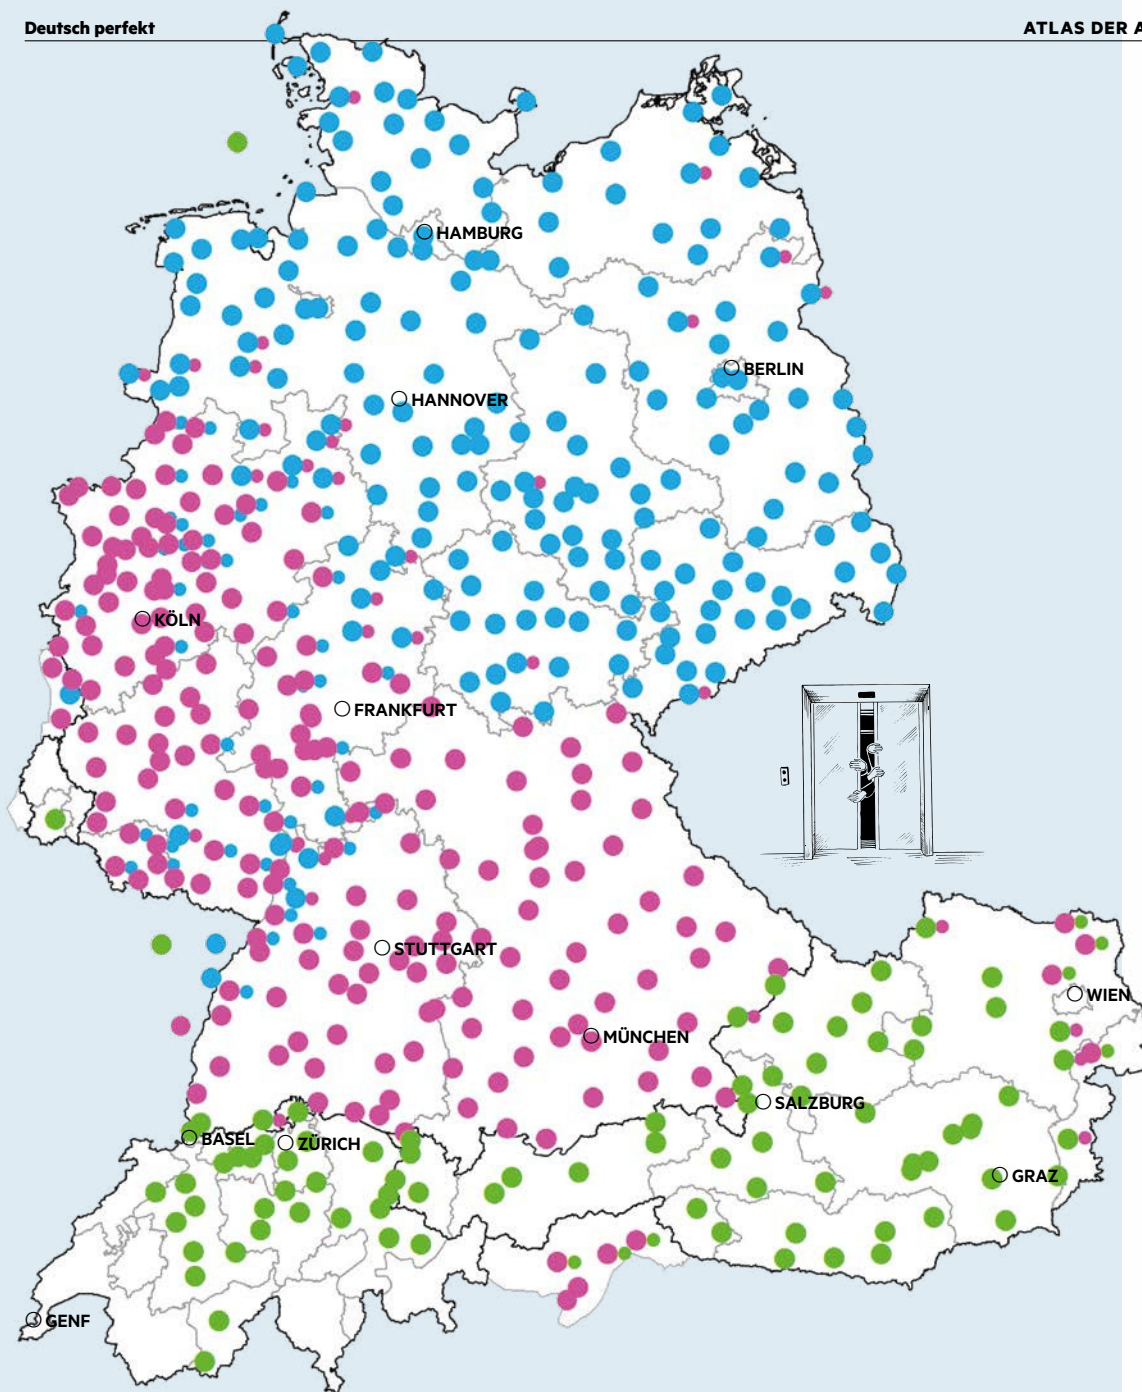 Deutsch perfekt
ATLAS DER A
HAMBURG
BERLIN
HANNOVER
KÖLN
FRANKFURT
STUTTGART
WIEN
MÜNCHEN
SALZBURG
BASEL
ZÜRICH
GRAZ
GENF